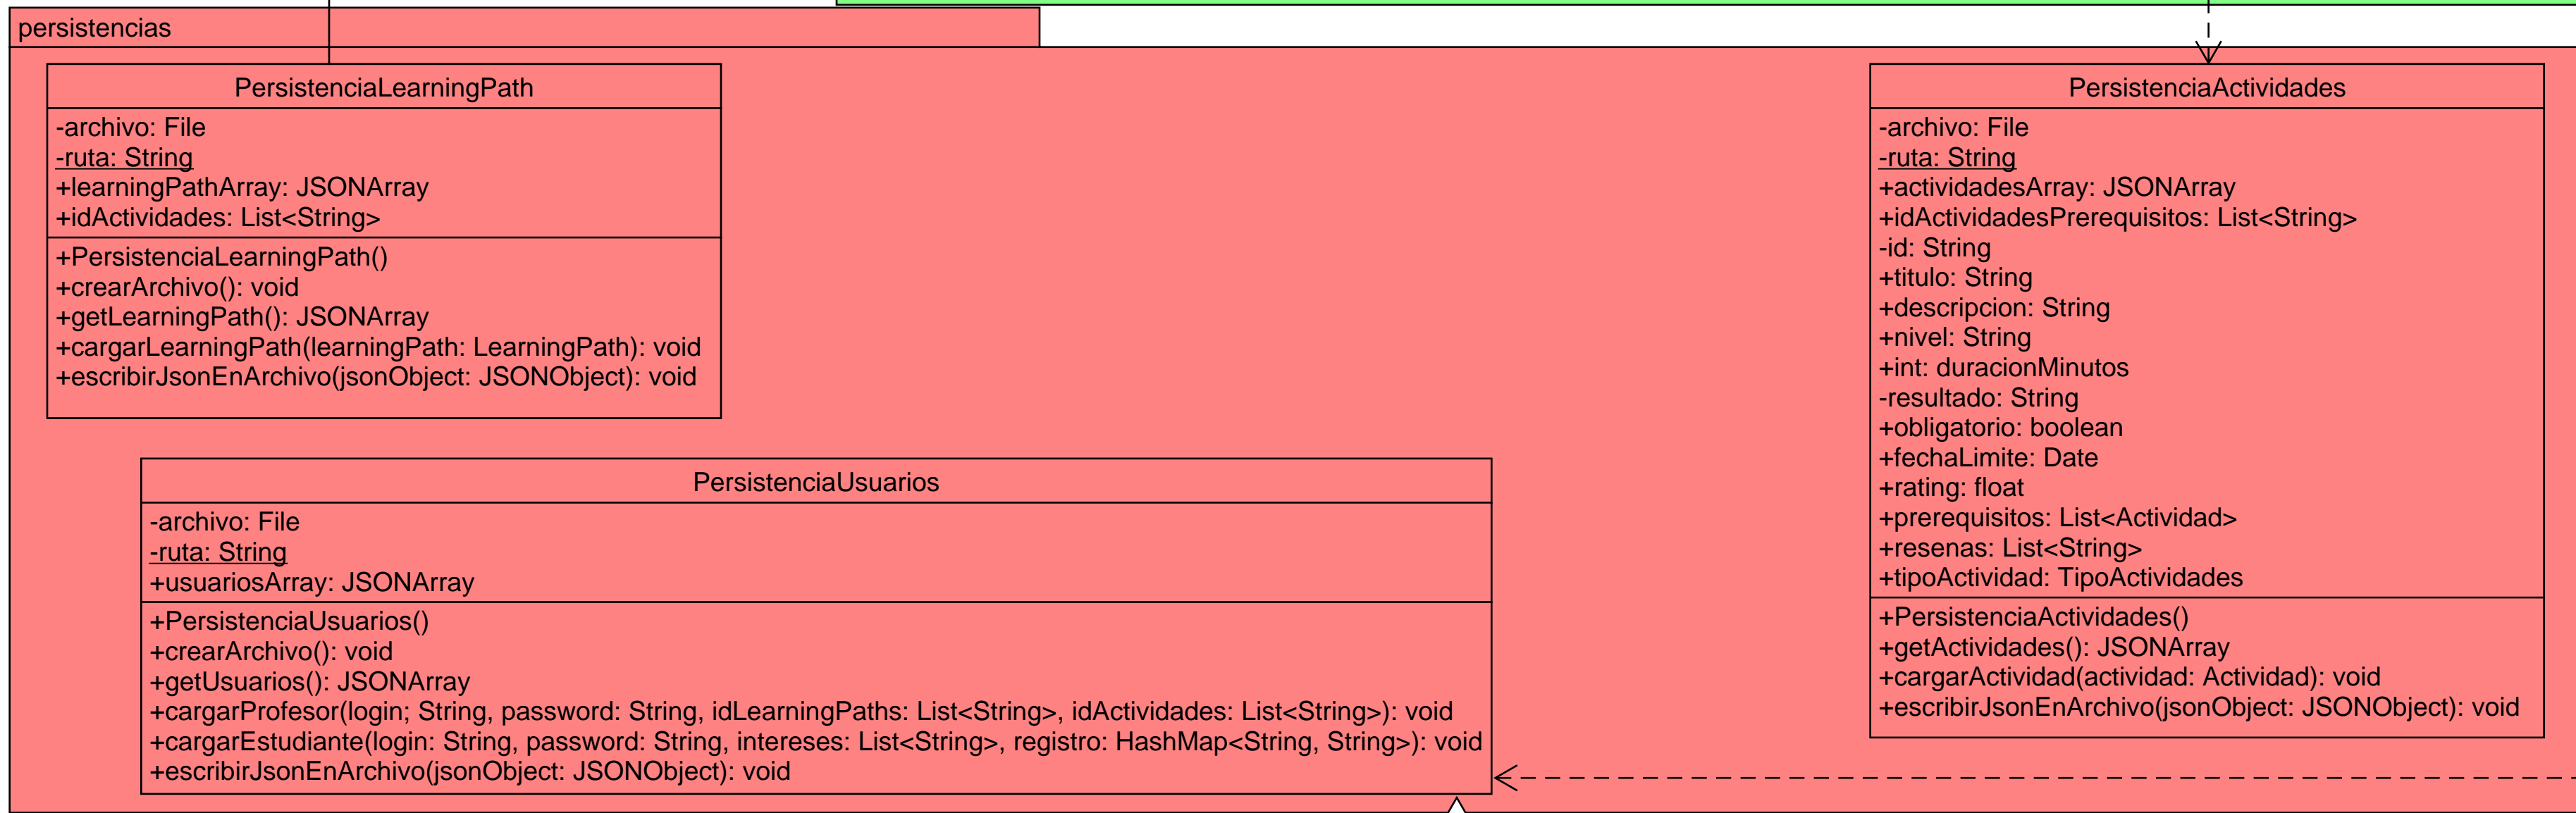 persistencias
PersistenciaLearningPath
-archivo: File
-ruta: String
+learningPathArray: JSONArray
+idActividades: List<String>
+PersistenciaLearningPath()
+crearArchivo(): void
+getLearningPath(): JSONArray
+cargarLearningPath(learningPath: LearningPath): void
+escribirJsonEnArchivo(jsonObject: JSONObject): void
PersistenciaActividades
-archivo: File
-ruta: String
+actividadesArray: JSONArray
+idActividadesPrerequisitos: List<String>
-id: String
+titulo: String
+descripcion: String
+nivel: String
+int: duracionMinutos
-resultado: String
+obligatorio: boolean
+fechaLimite: Date
+rating: float
+prerequisitos: List<Actividad>
+resenas: List<String>
+tipoActividad: TipoActividades
+PersistenciaActividades()
+getActividades(): JSONArray
+cargarActividad(actividad: Actividad): void
+escribirJsonEnArchivo(jsonObject: JSONObject): void
PersistenciaUsuarios
-archivo: File
-ruta: String
+usuariosArray: JSONArray
+PersistenciaUsuarios()
+crearArchivo(): void
+getUsuarios(): JSONArray
+cargarProfesor(login; String, password: String, idLearningPaths: List<String>, idActividades: List<String>): void
+cargarEstudiante(login: String, password: String, intereses: List<String>, registro: HashMap<String, String>): void
+escribirJsonEnArchivo(jsonObject: JSONObject): void